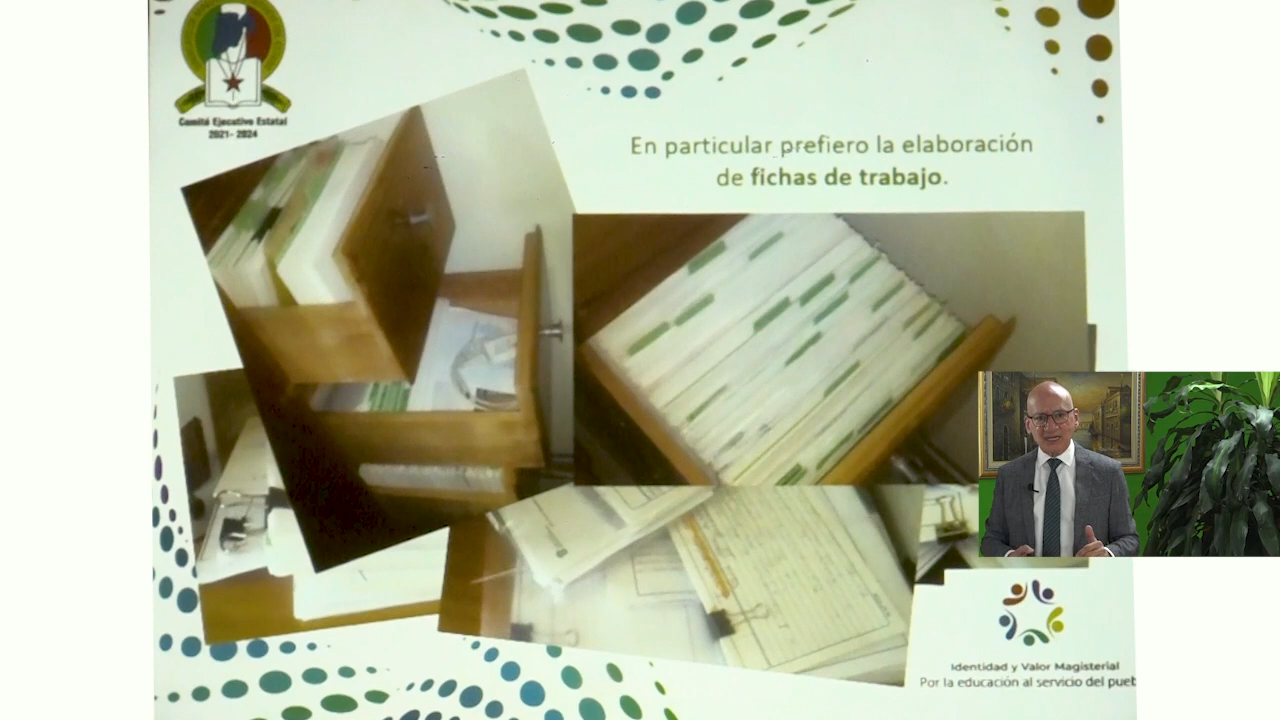 Comité Ejecutivo Estatal
2021- 2024
En particular prefiero la elaboración
de fichas de trabajo.
Identidad y Valor Magisterial
Por la educación al servicio del pueb